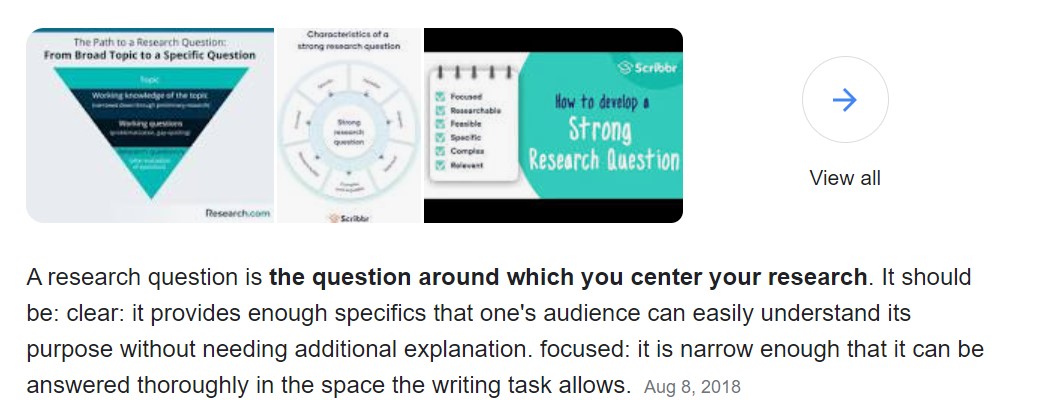 The Path to a Research Question:
From Broad Topic to a Specific Question
Topic
Working knowledge of the topic
Working questions
Research.com
Characteristics of a
strong research question
Strong
research
question
Scribbr
Scribbr
Focused
Researchable
Feasible
Specific
Complex
Relevant
How to develop a
Strong
Research Question
View all
A research question is the question around which you center your research. It should
be: clear: it provides enough specifics that one's audience can easily understand its
purpose without needing additional explanation. focused: it is narrow enough that it can be
answered thoroughly in the space the writing task allows. Aug 8, 2018